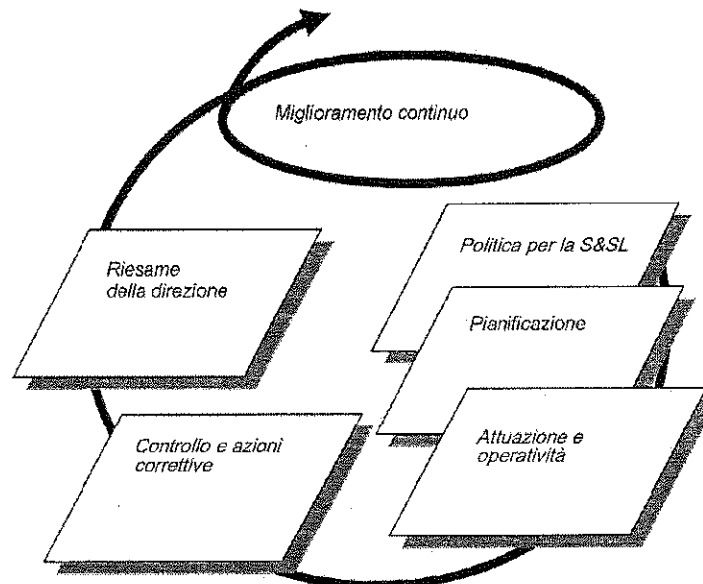 Miglioramento continuo
Politica per la S&SL
Pianificazione
Attuazione e
operatività
Controllo e azioni
correttive
Riesame
della direzione